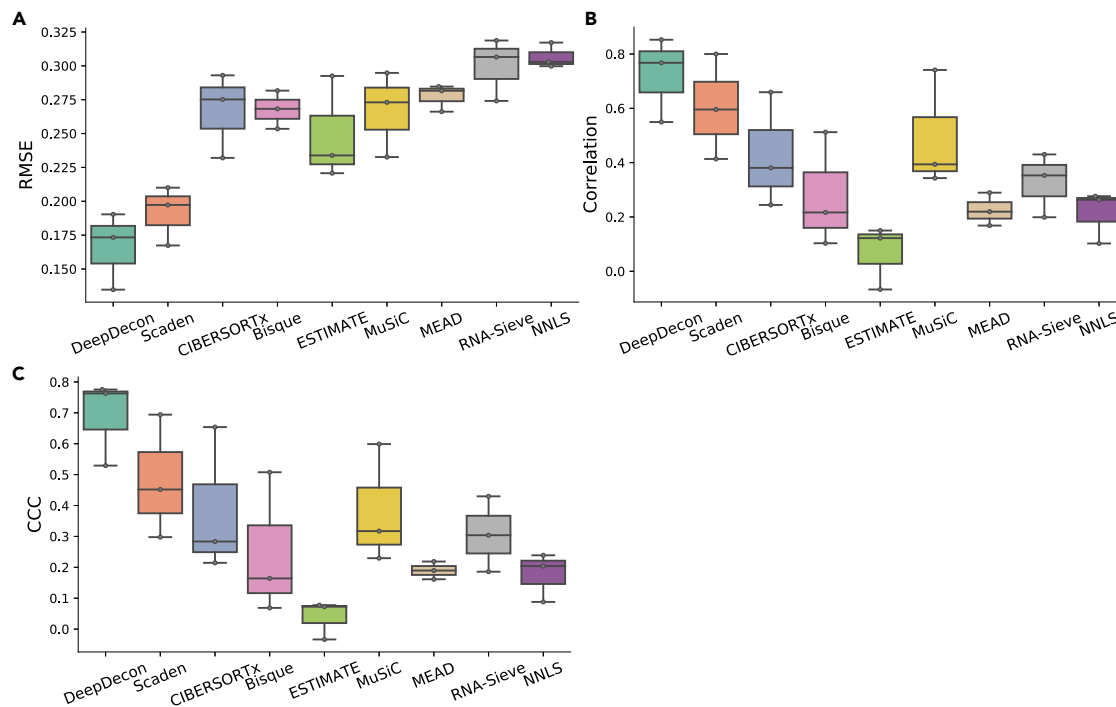 A
RMSE
0.325
0.300
0.275
0.250
0.225
0.200
0.175
0.150
DeepDecon
Scaden
CIBERSORTx
Bisque
ESTIMATE
MuSiC
MEAD
RNA-Sieve
NNLS
B
Correlation
0.8
0.6
0.4
0.2
0.0
DeepDecon
Scaden
CIBERSORTx
Bisque
ESTIMATE
MuSiC
MEAD
RNA-Sieve
NNLS
C
CCC
0.8
0.7
0.6
0.5
0.4
0.3
0.2
0.1
0.0
DeepDecon
Scaden
CIBERSORTx
Bisque
ESTIMATE
MuSiC
MEAD
RNA-Sieve
NNLS